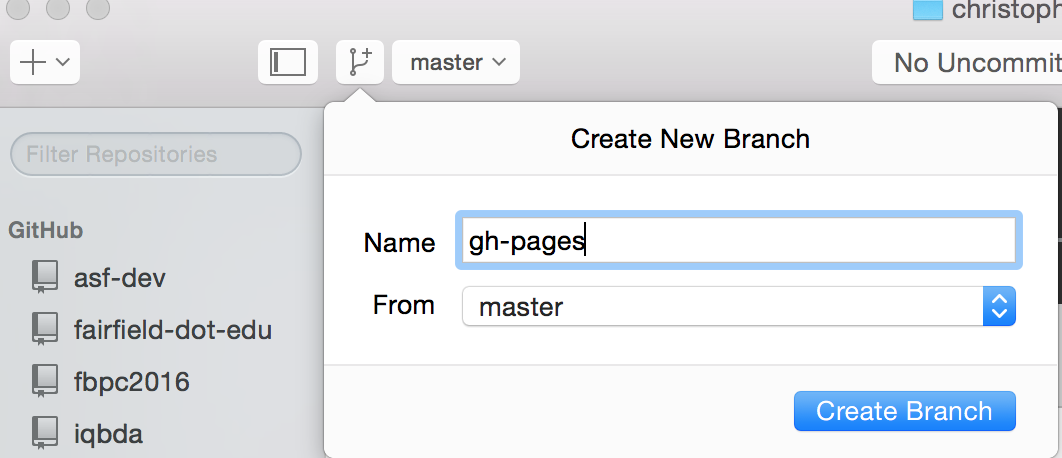 christoph
master
No Uncommit
Create New Branch
Filter Repositories
Name
gh-pages
GitHub
asf-dev
From
master
fairfield-dot-edu
fbpc2016
Create Branch
iqbda